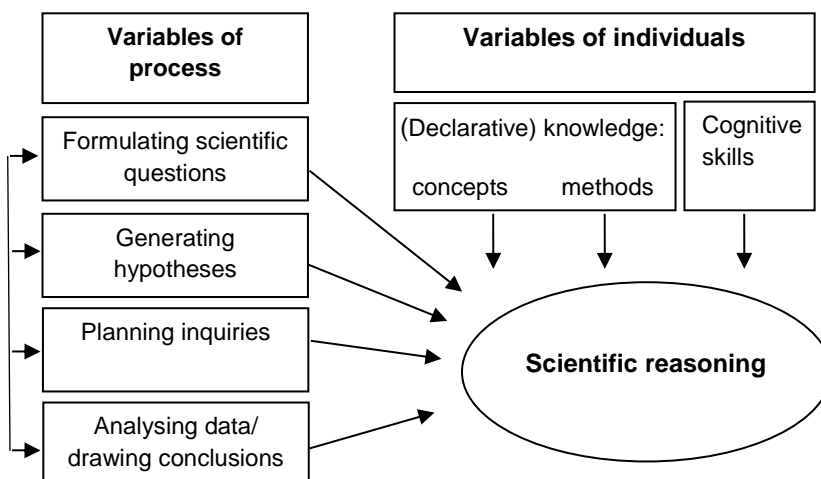 Variables of
process
Formulating scientific
questions
Generating
hypotheses
Planning inquiries
Analysing data/
drawing conclusions
Variables of individuals
(Declarative) knowledge:
concepts methods
Cognitive
skills
Scientific reasoning